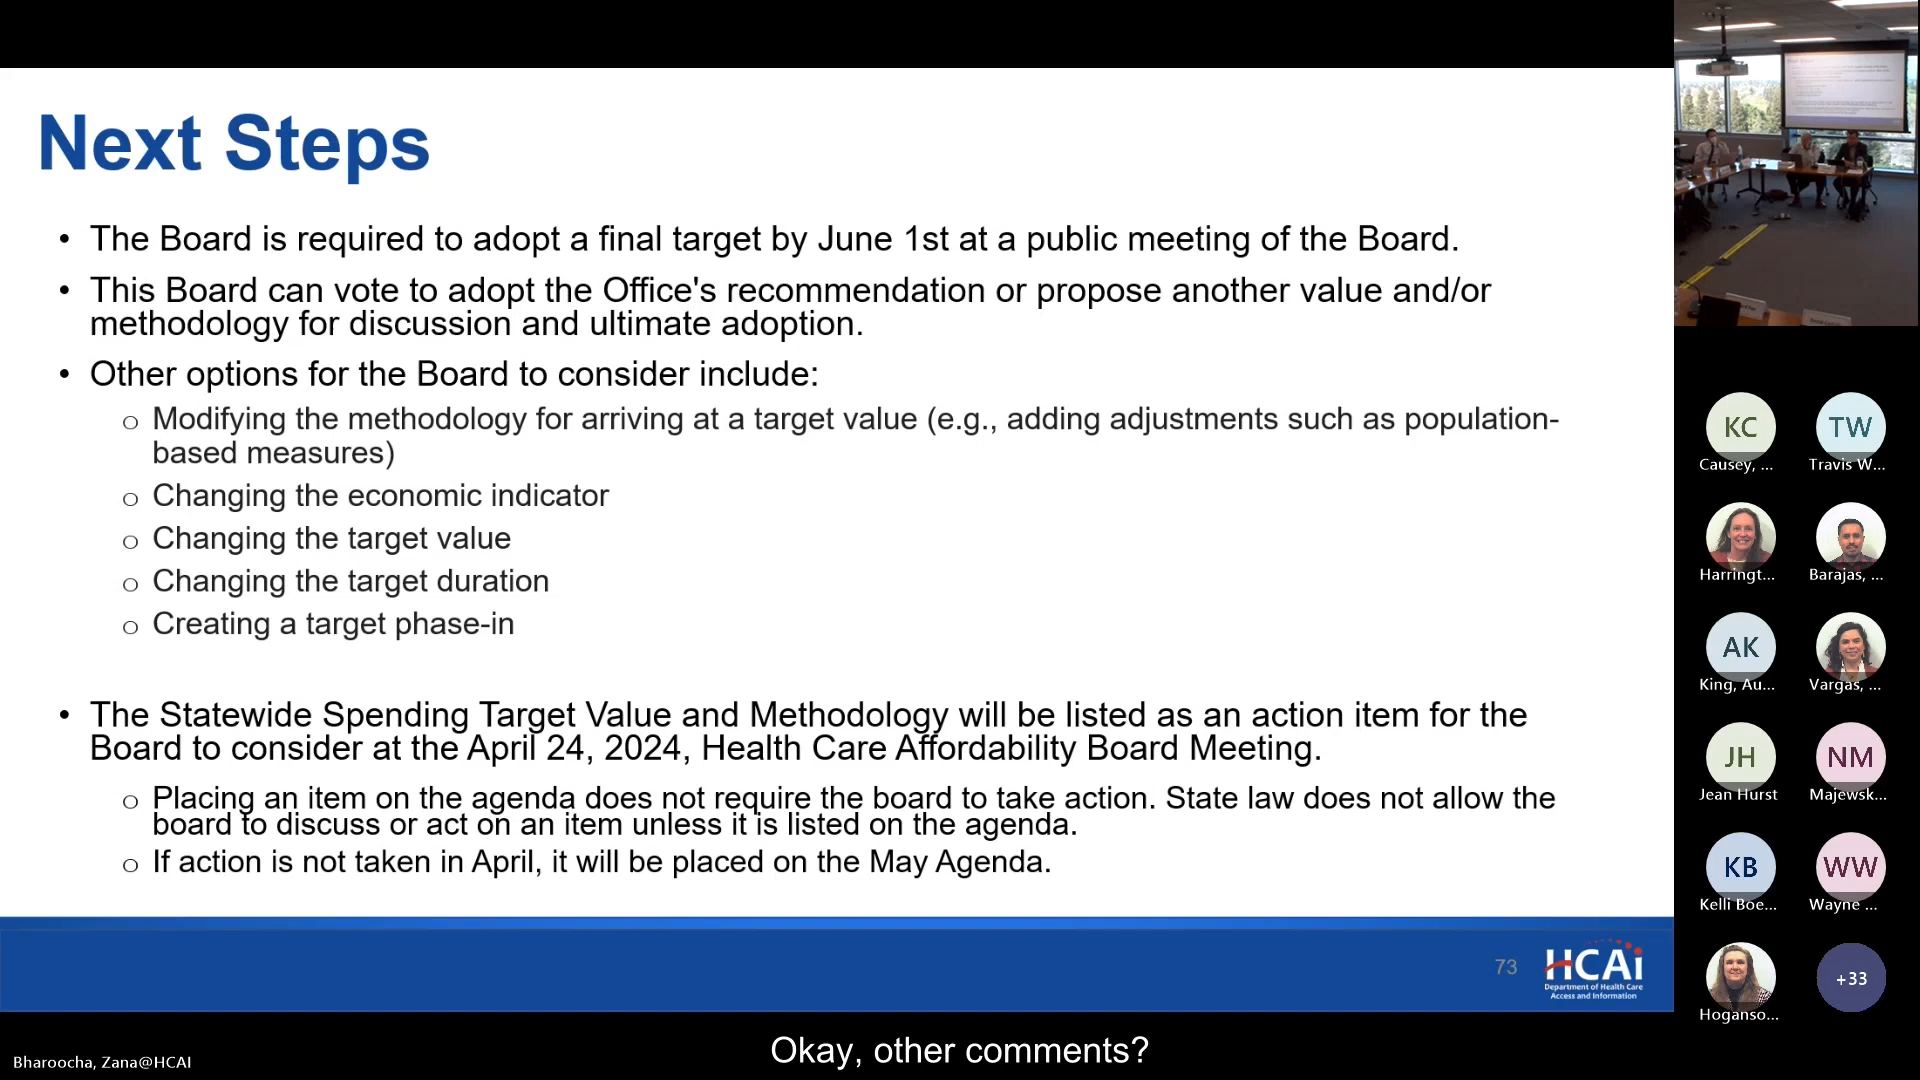 Next Steps
• The Board is required to adopt a final target by June 1st at a public meeting of the Board.
• This Board can vote to adopt the Office's recommendation or propose another value and/or
methodology for discussion and ultimate adoption.
• Other options for the Board to consider include:
o Modifying the methodology for arriving at a target value (e.g., adding adjustments such as population-
based measures)
o Changing the economic indicator
o Changing the target value
o Changing the target duration
o Creating a target phase-in
• The Statewide Spending Target Value and Methodology will be listed as an action item for the
Board to consider at the April 24, 2024, Health Care Affordability Board Meeting.
o Placing an item on the agenda does not require the board to take action. State law does not allow the
board to discuss or act on an item unless it is listed on the agenda.
o If action is not taken in April, it will be placed on the May Agenda.
73
HCAi
Department of Health Care
Access and Information
KC
Causey, ...
TW
Travis W...
Harringt...
Barajas, ...
AK
King, Au...
Vargas, ...
JH
Jean Hurst
NM
Majewsk...
KB
Kelli Boe...
WW
Wayne ...
Hoganso...
+33
Okay, other comments?
Bharoocha, Zana@HCAI